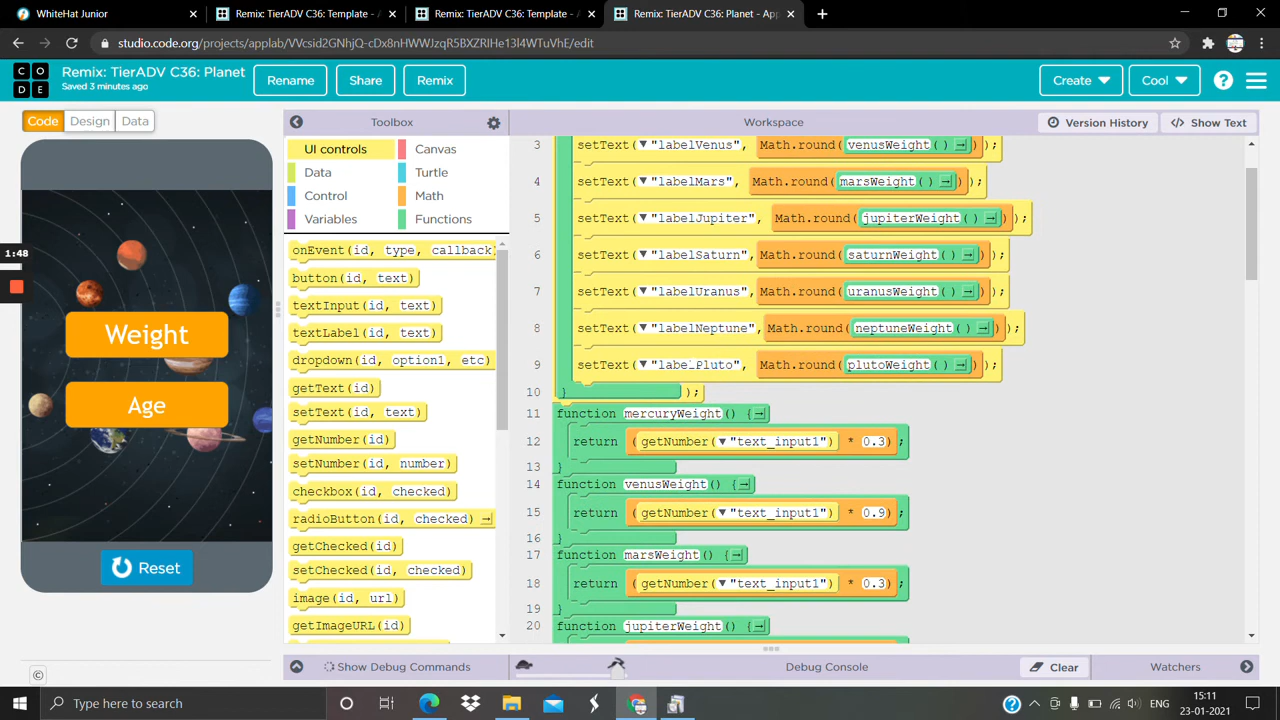 WhiteHat Junior
Remix: TierADV C36: Template - A
Remix: TierADV C36: Template - A
Remix: TierADV C36: Planet - App
studio.code.org/projects/applab/VVcsid2GNhjQ-cDx8nHWWJzqR5BXZRIHe13l4WTuVhE/edit
C O
D E
Remix: TierADV C36: Planet
Saved 3 minutes ago
Rename
Share
Remix
Create
Cool
?
Code
Design
Data
Toolbox
Workspace
Version History
Show Text
1:48
Weight
Age
Reset
UI controls
Canvas
Data
Turtle
Control
Math
Variables
Functions
onEvent(id, type, callback)
button(id, text)
textInput(id, text)
textLabel(id, text)
dropdown(id, option1, etc)
getText(id)
setText(id, text)
getNumber(id)
setNumber(id, number)
checkbox(id, checked)
radioButton(id, checked)
getChecked(id)
setChecked(id, checked)
image(id, url)
getImageURL(id)
3 setText("labelVenus", Math.round(venusWeight()));
4 setText("labelMars", Math.round(marsWeight()));
5 setText("labelJupiter", Math.round(jupiterWeight()));
6 setText("labelSaturn", Math.round(saturnWeight()));
7 setText("labelUranus", Math.round(uranusWeight()));
8 setText("labelNeptune", Math.round(neptuneWeight()));
9 setText("labelPluto", Math.round(plutoWeight()));
10 } );
11 function mercuryWeight() {
12 return (getNumber("text_input1") * 0.3);
13 }
14 function venusWeight() {
15 return (getNumber("text_input1") * 0.9);
16 }
17 function marsWeight() {
18 return (getNumber("text_input1") * 0.3);
19 }
20 function jupiterWeight() {
©
Show Debug Commands
Debug Console
Clear
Watchers
Type here to search
ENG
15:11
23-01-2021